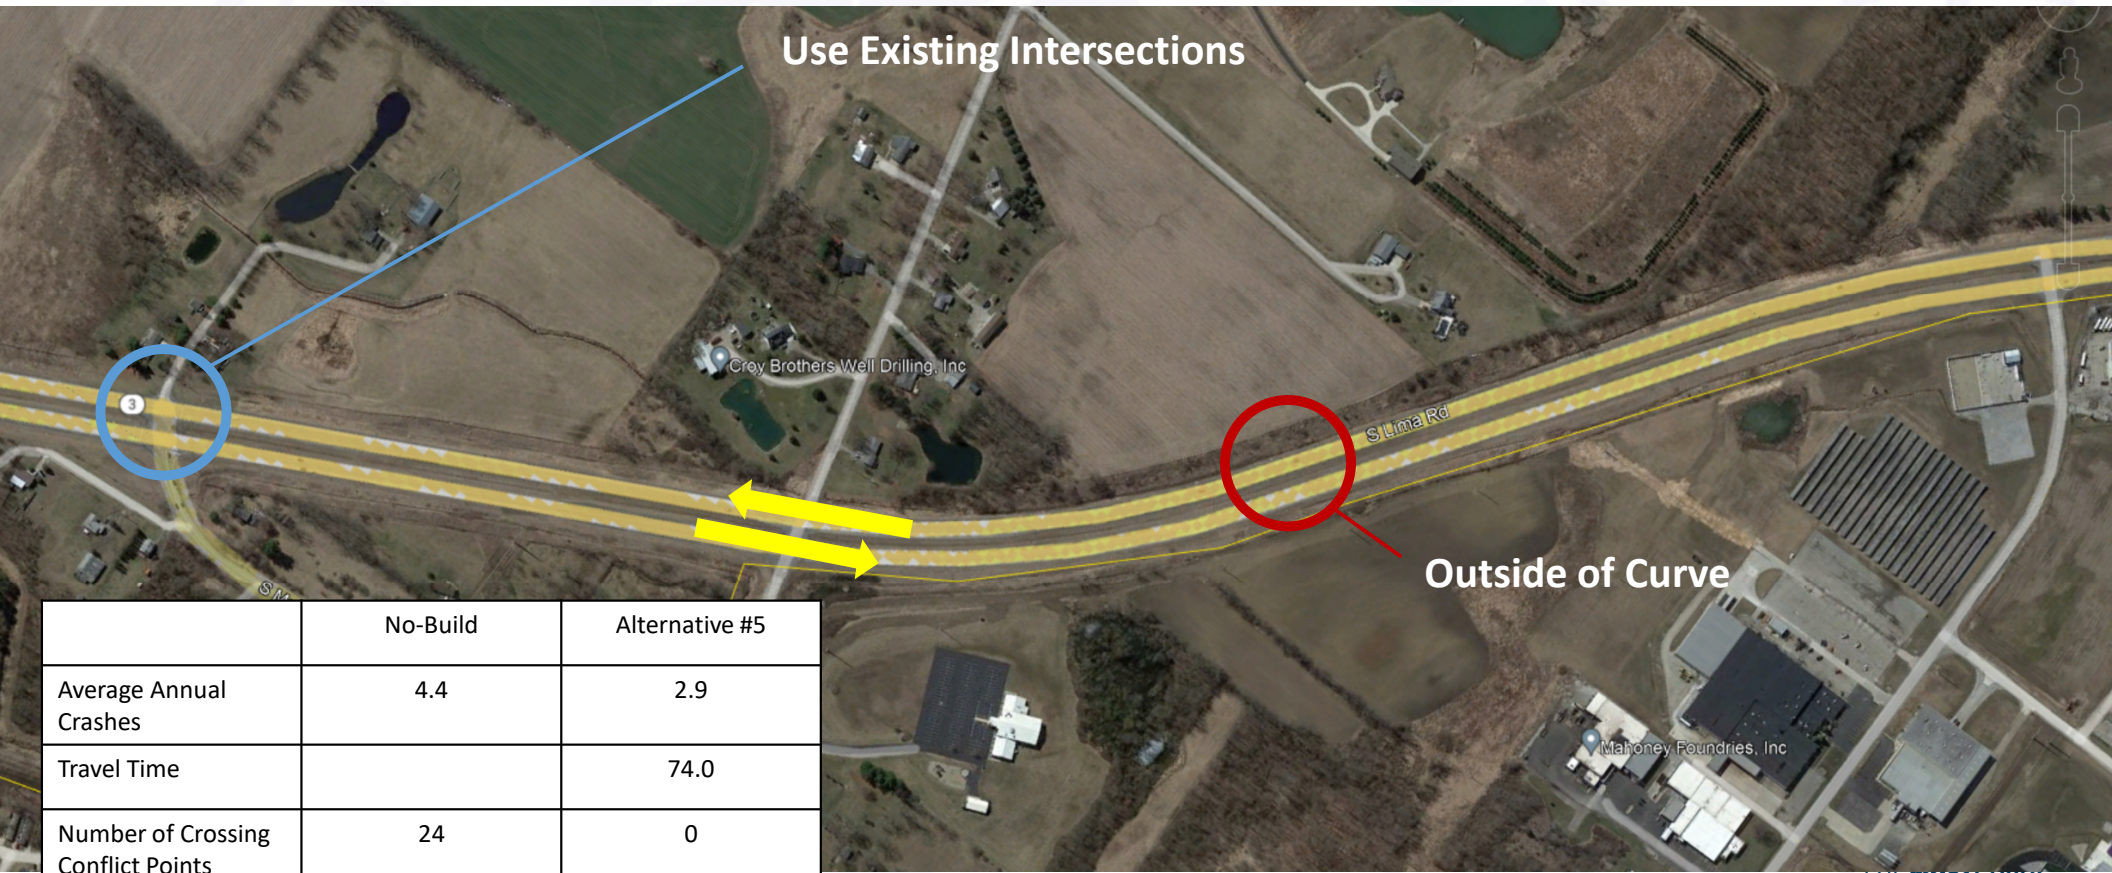 Use Existing Intersections
Croy Brothers Well Drilling, Inc
3
S Lima Rd
Outside of Curve
S M
No-Build Alternative #5
Average Annual 4.4 2.9
Crashes
Travel Time 74.0
Number of Crossing 24 0
Conflict Points
Mahoney Foundries, Inc